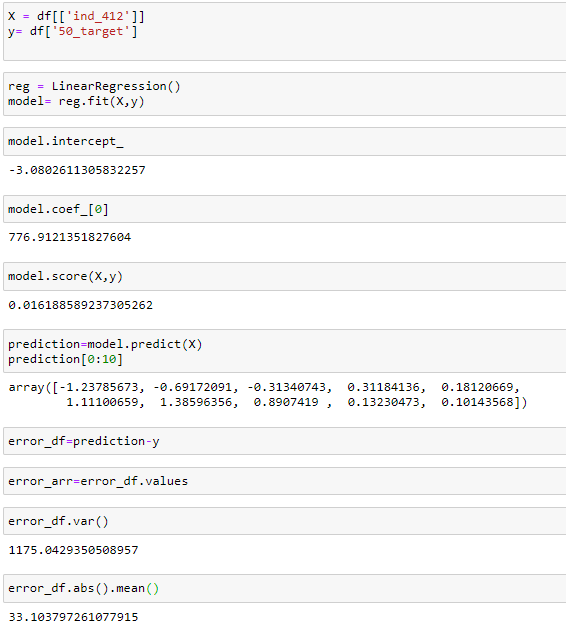 X = df[['ind_412']]
y= df['50_target']
reg = LinearRegression()
model= reg.fit(X,y)
model.intercept_
-3.0802611305832257
model.coef_[0]
776.9121351827604
model.score(X,y)
0.016188589237305262
prediction=model.predict(X)
prediction[0:10]
array([-1.23785673, -0.69172091, -0.31340743,  0.31184136,  0.18120669,
        1.11100659,  1.38596356,  0.8907419 ,  0.13230473,  0.10143568])
error_df=prediction-y
error_arr=error_df.values
error_df.var()
1175.0429350508957
error_df.abs().mean()
33.103797261077915